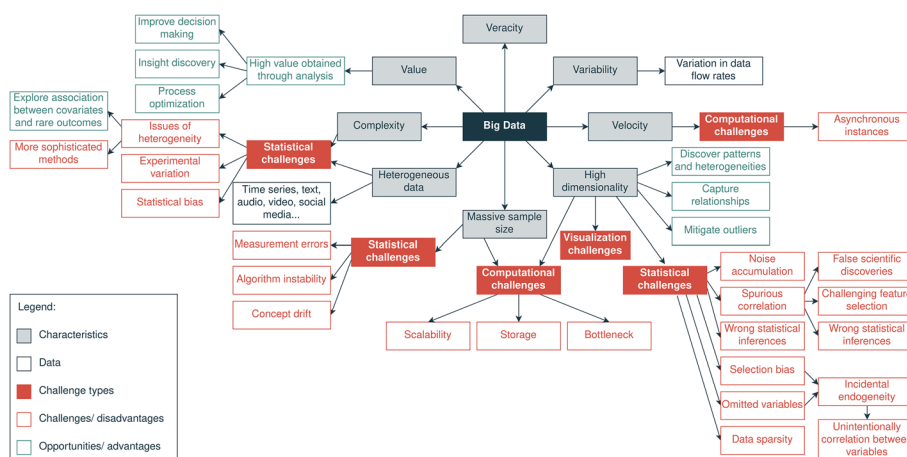 Improve decision
making
Veracity
Insight discovery
High value obtained
through analysis
Value
Variability
Variation in data
flow rates
Process
optimization
Explore association
between covariates
and rare outcomes
Issues of
heterogeneity
More sophisticated
methods
Experimental
variation
Statistical bias
Statistical
challenges
Complexity
Big Data
Velocity
Computational
challenges
Asynchronous
instances
Heterogeneous
data
Time series, text,
audio, video, social
media...
High
dimensionality
Discover patterns
and heterogeneities
Capture
relationships
Mitigate outliers
Massive sample
size
Measurement errors
Algorithm instability
Concept drift
Statistical
challenges
Visualization
challenges
Computational
challenges
Scalability
Storage
Bottleneck
Statistical
challenges
Noise
accumulation
Spurious
correlation
Wrong statistical
inferences
False scientific
discoveries
Challenging feature
selection
Wrong statistical
inferences
Selection bias
Omitted variables
Data sparsity
Incidental
endogeneity
Unintentionally
correlation between
variables
Legend:
Characteristics
Data
Challenge types
Challenges/ disadvantages
Opportunities/ advantages